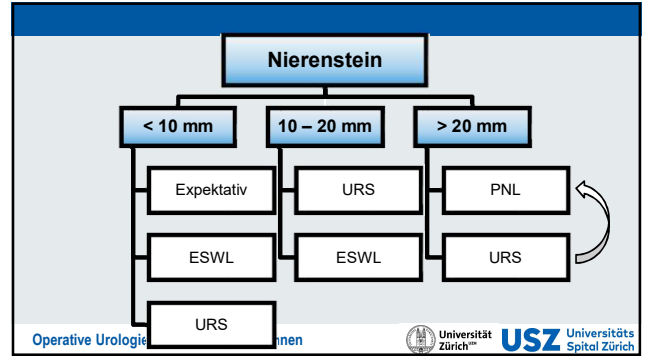 Nierenstein
< 10 mm
10 – 20 mm
> 20 mm
Expektativ
URS
PNL
ESWL
ESWL
URS
URS
Operative Urologie
nnen
Universität
Zürich UZH
USZ Universitäts
Spital Zürich